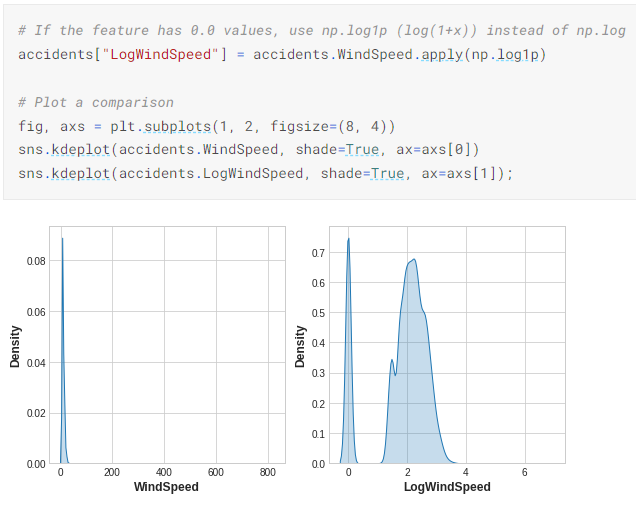 # If the feature has 0.0 values, use np.log1p (log(1+x)) instead of np.log
accidents["LogWindSpeed"] = accidents.WindSpeed.apply(np.log1p)
# Plot a comparison
fig, axs = plt.subplots(1, 2, figsize=(8, 4))
sns.kdeplot(accidents.WindSpeed, shade=True, ax=axs[0])
sns.kdeplot(accidents.LogWindSpeed, shade=True, ax=axs[1]);
Density
0.08
0.06
0.04
0.02
0.00
0 200 400 600 800
WindSpeed
Density
0.7
0.6
0.5
0.4
0.3
0.2
0.1
0.0
0 2 4 6
LogWindSpeed